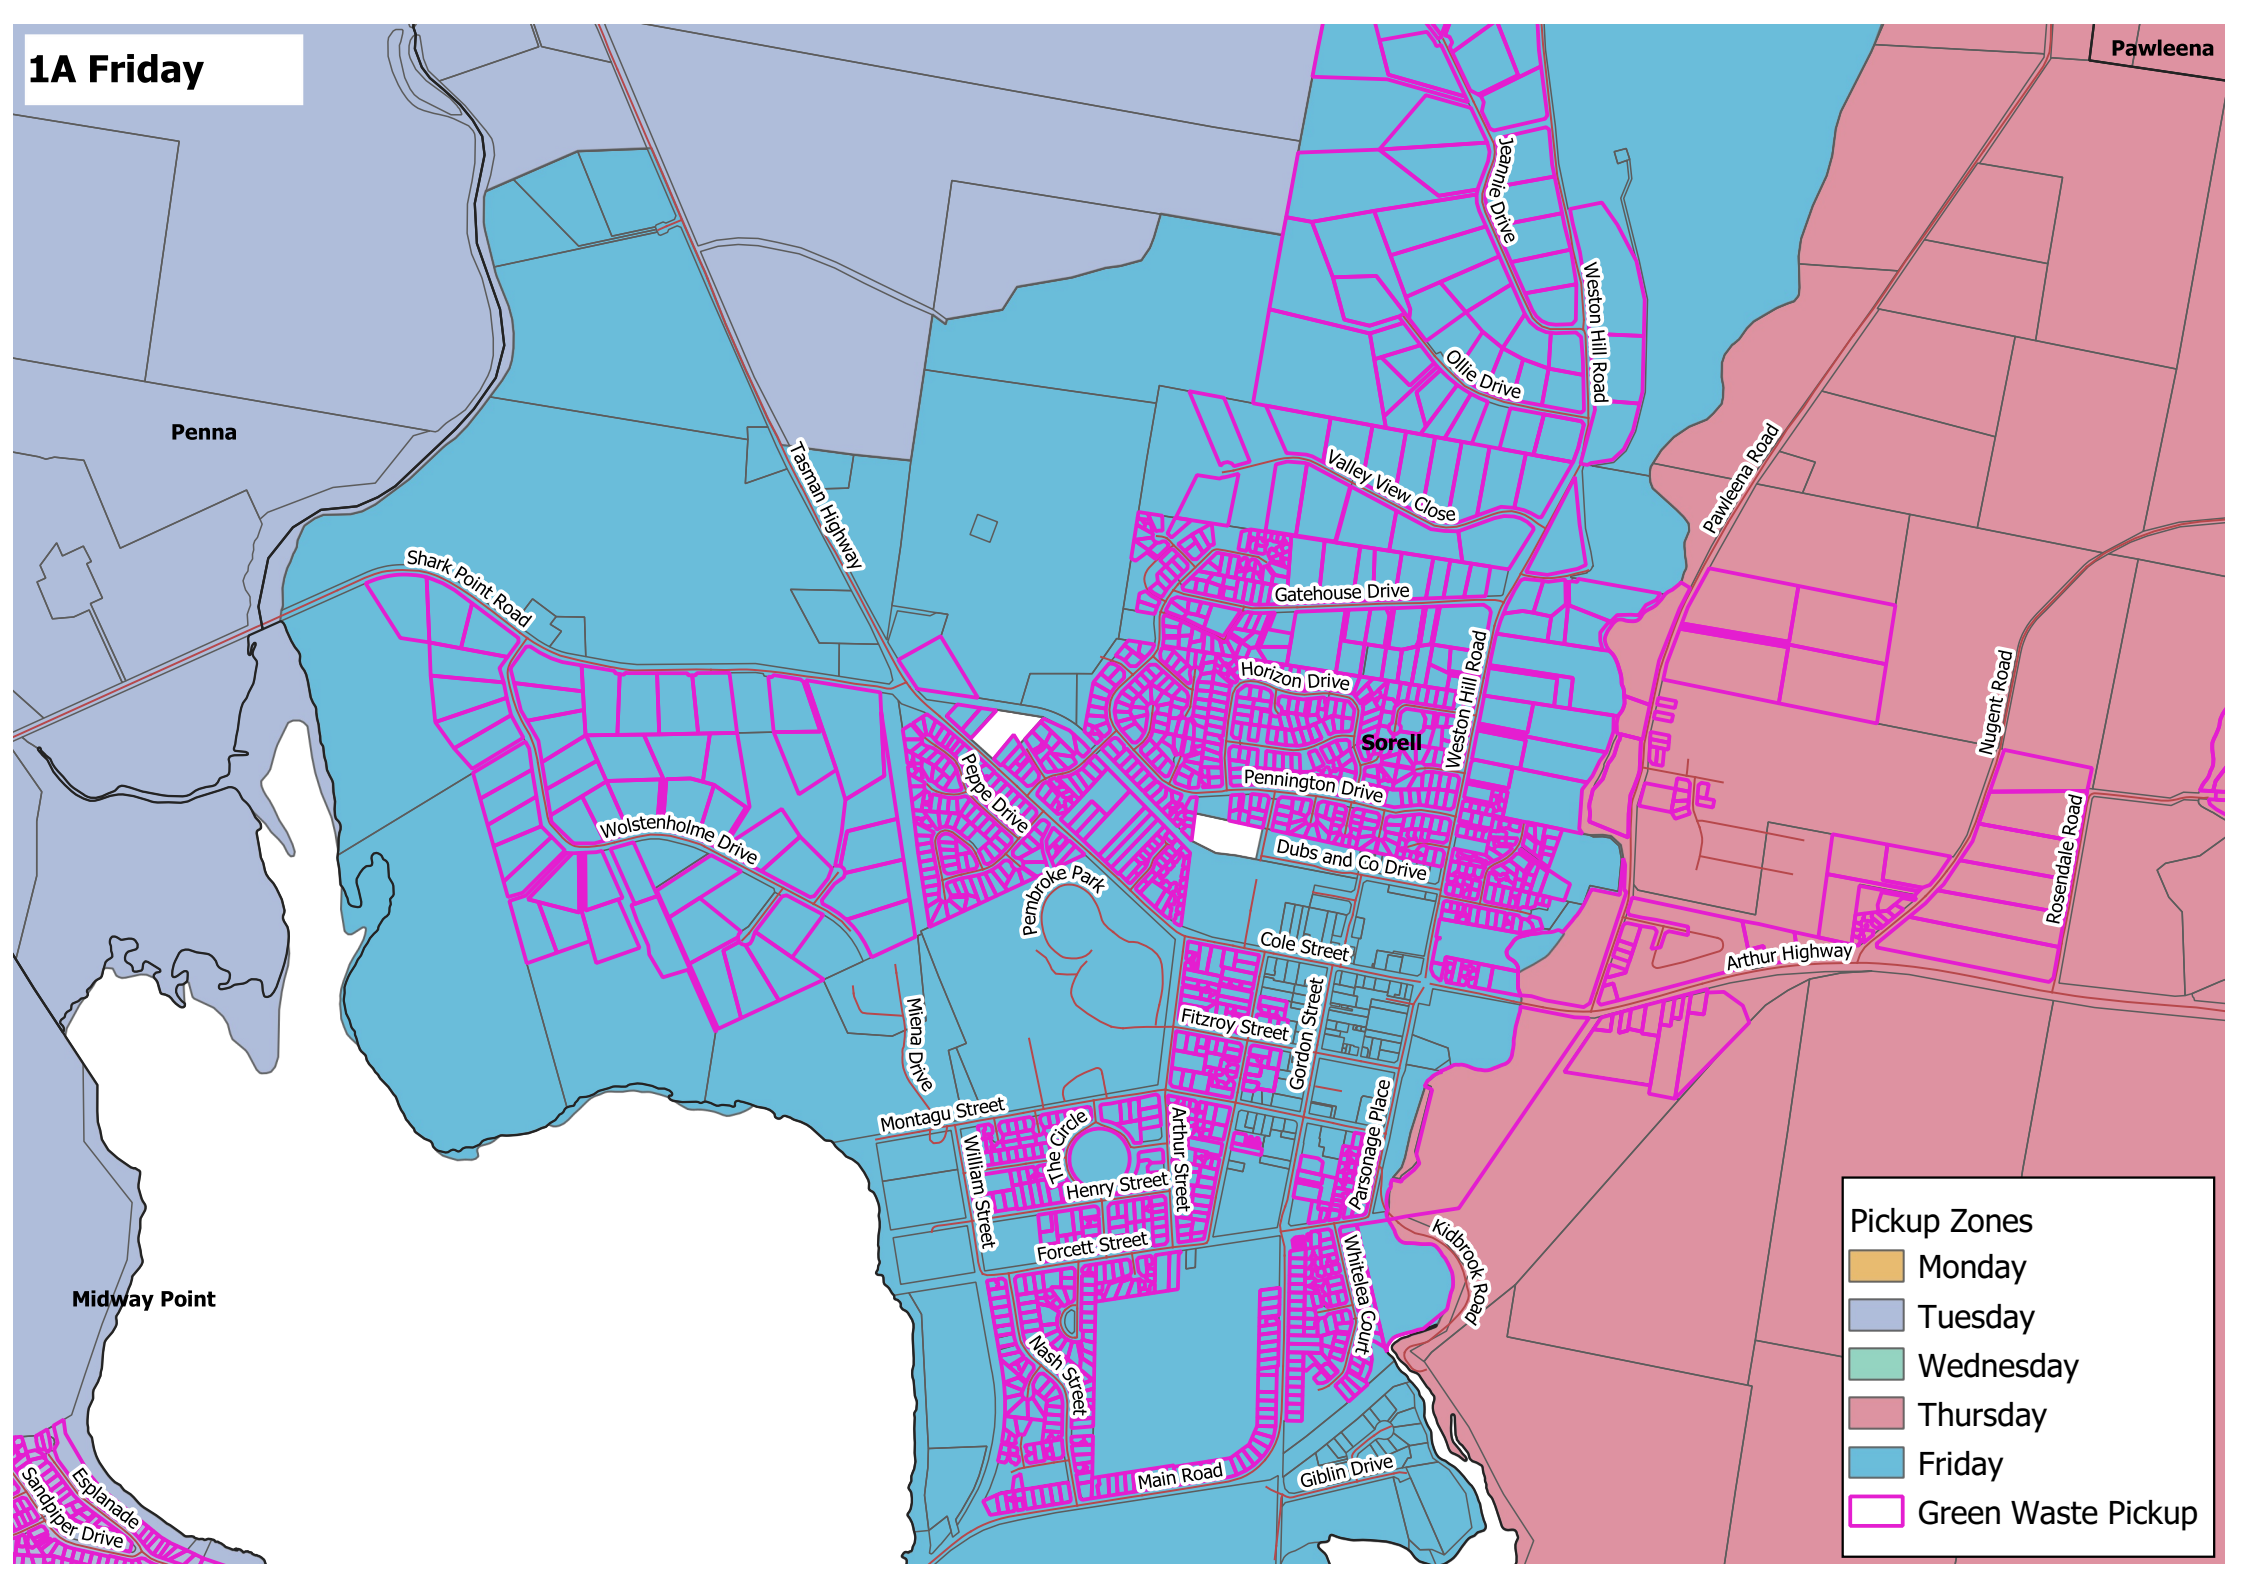 1A Friday
Pawleena
Jeannie Drive
Weston Hill Road
Ollie Drive
Penna
Tasman Highway
Valley View Close
Pawleena Road
Shark Point Road
Gatehouse Drive
Horizon Drive
Weston Hill Road
Nugent Road
Sorell
Peppe Drive
Pennington Drive
Wolstenholme Drive
Dubs and Co Drive
Rosendale Road
Pembroke Park
Cole Street
Arthur Highway
Miena Drive
Fitzroy Street
Gordon Street
Montagu Street
The Circle
Arthur Street
Parsonage Place
William Street
Henry Street
Forcett Street
Kidbrook Road
Whitelea Court
Midway Point
Nash Street
Main Road
Giblin Drive
Esplanade
Sandpiper Drive
Pickup Zones
Monday
Tuesday
Wednesday
Thursday
Friday
Green Waste Pickup